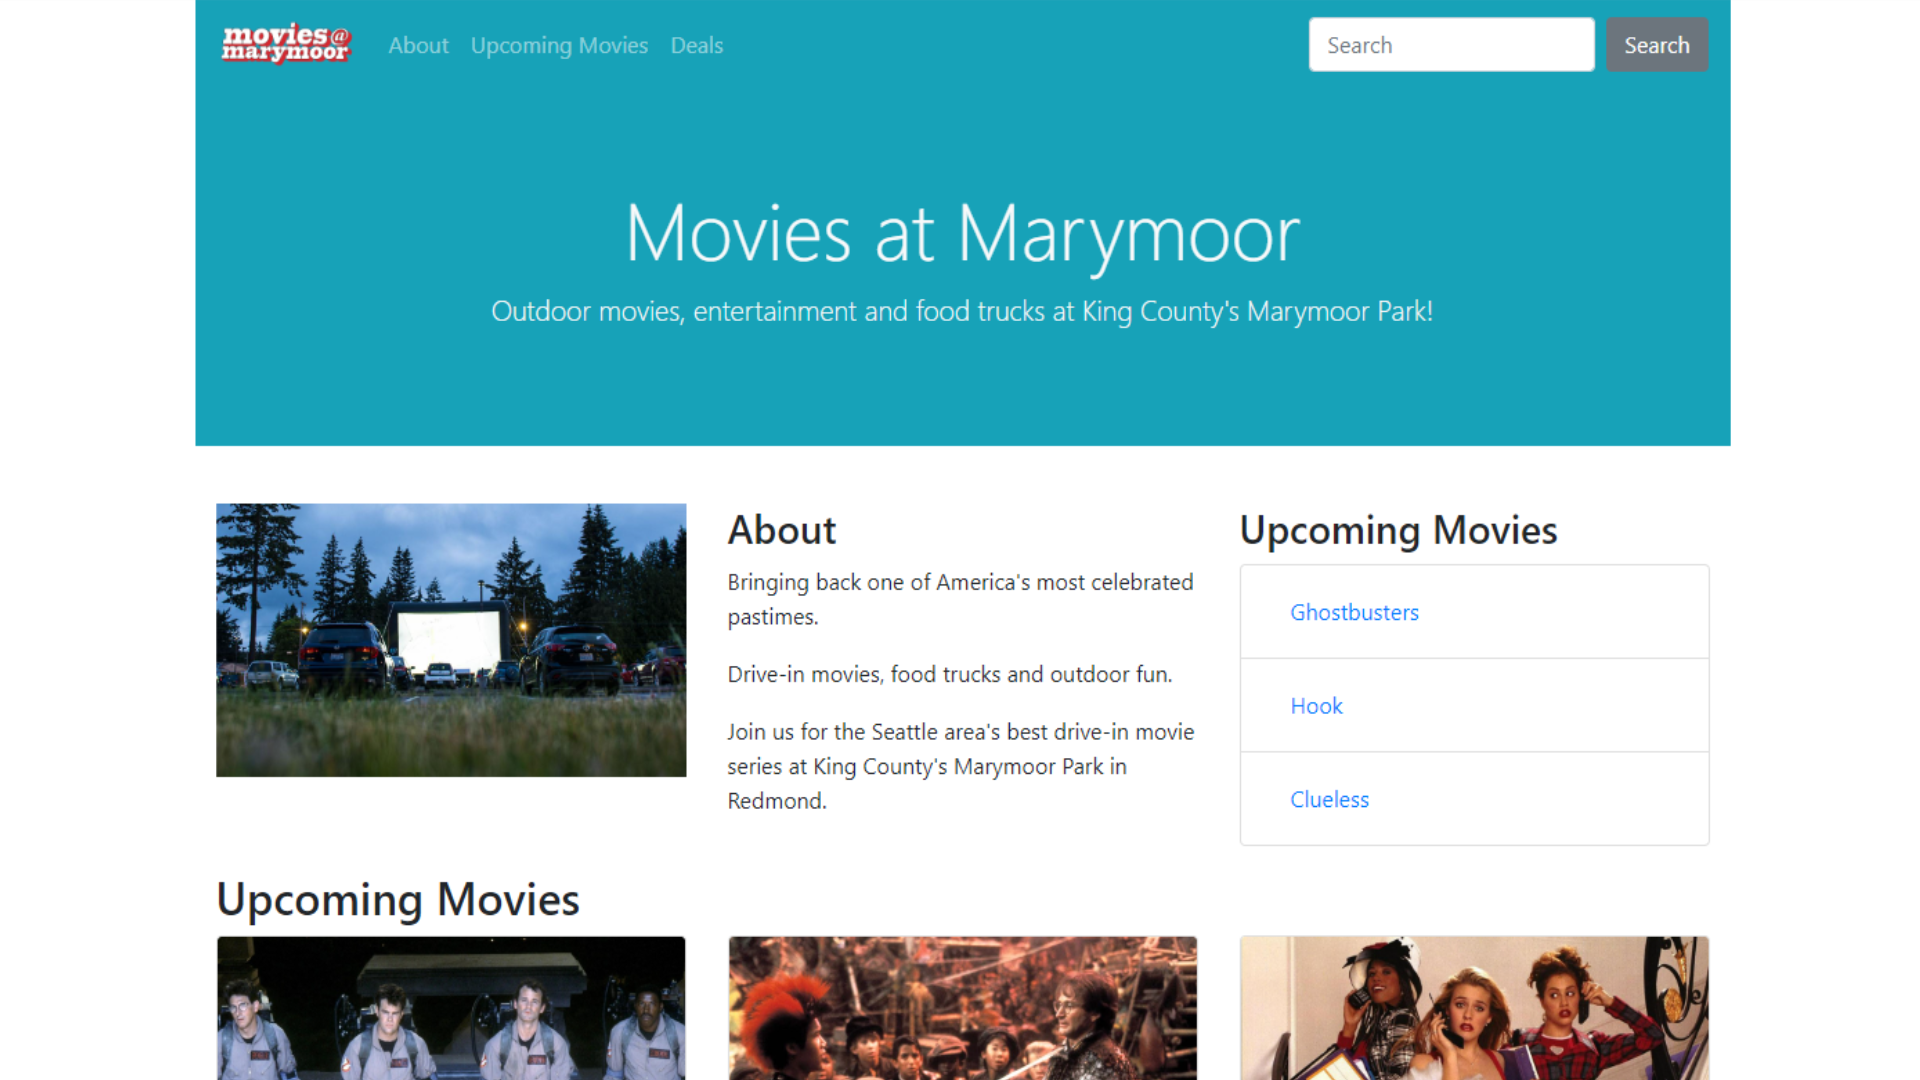 movies@
marymoor
About Upcoming Movies Deals
Search Search
Movies at Marymoor
Outdoor movies, entertainment and food trucks at King County's Marymoor Park!
About
Bringing back one of America's most celebrated
pastimes.
Drive-in movies, food trucks and outdoor fun.
Join us for the Seattle area's best drive-in movie
series at King County's Marymoor Park in
Redmond.
Upcoming Movies
Ghostbusters
Hook
Clueless
Upcoming Movies